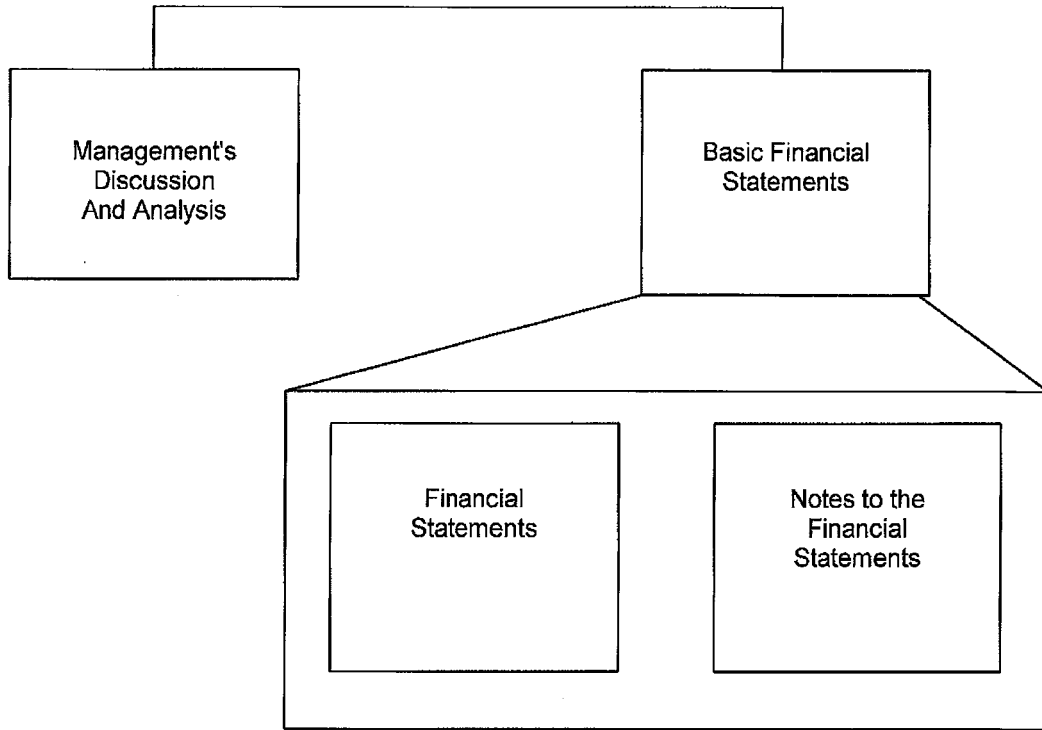 Management's
Discussion
And Analysis
Basic Financial
Statements
Financial
Statements
Notes to the
Financial
Statements